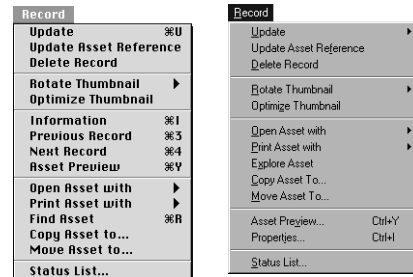 Record
Update ⌘U
Update Asset Reference
Delete Record
Rotate Thumbnail ▶
Optimize Thumbnail
Information ⌘I
Previous Record ⌘3
Next Record ⌘4
Asset Preview ⌘Y
Open Asset with ▶
Print Asset with ▶
Find Asset ⌘R
Copy Asset to...
Move Asset to...
Status List...
Record
Update ▶
Update Asset Reference
Delete Record
Rotate Thumbnail ▶
Optimize Thumbnail
Open Asset with ▶
Print Asset with ▶
Explore Asset
Copy Asset To...
Move Asset To...
Asset Preview... Ctrl+Y
Properties... Ctrl+I
Status List...